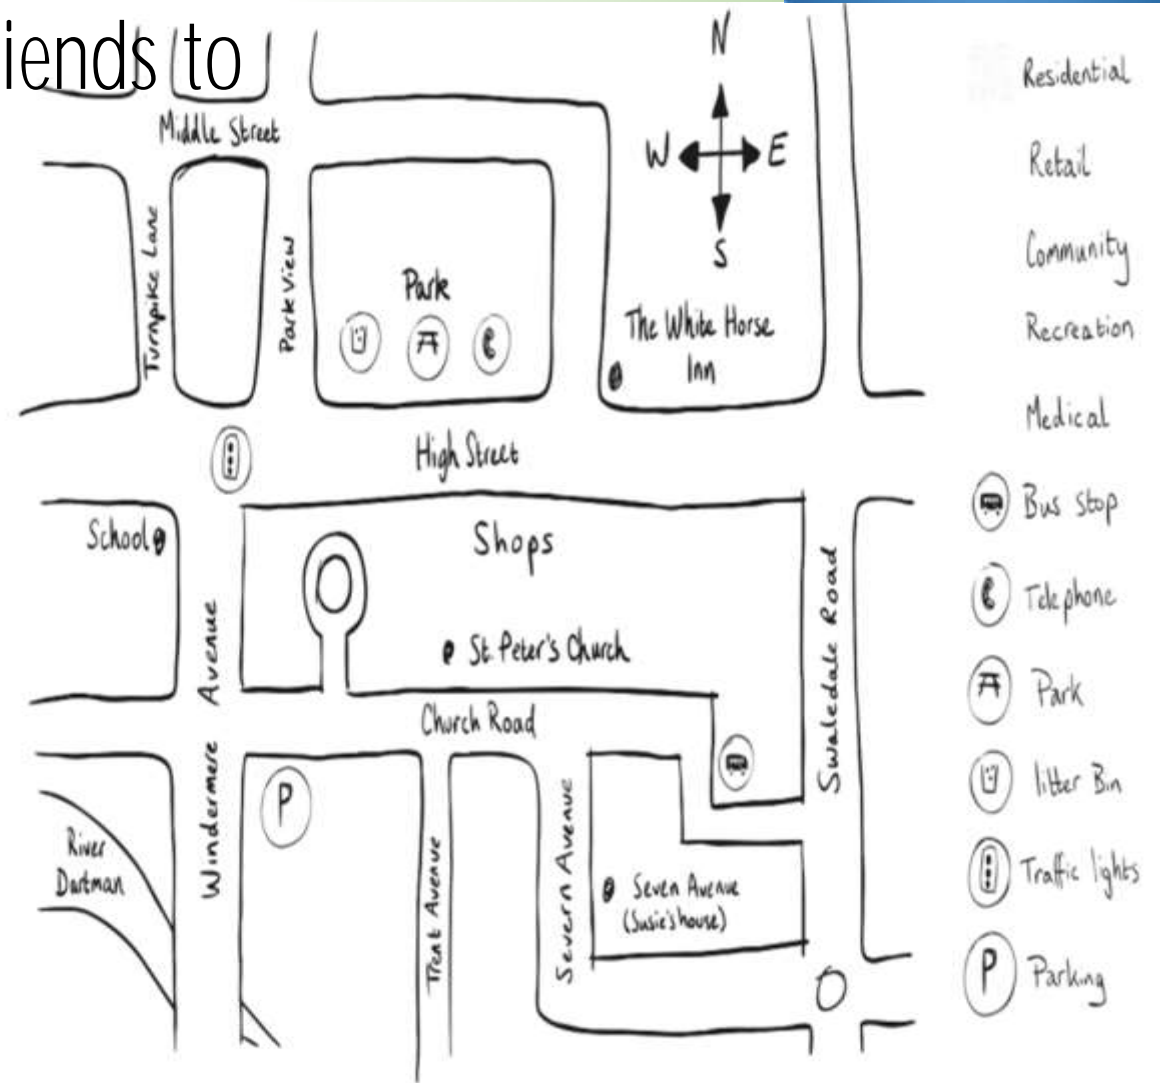 iends to
N
W E
S
Middle Street
Turnpike Lane
Park View
Park
The White Horse
Inn
High Street
School
Shops
St. Peter's Church
Windermere Avenue
Church Road
Swaledale Road
P
River
Dartman
Trent Avenue
Severn Avenue
Seven Avenue
(Susie's house)
Residential
Retail
Community
Recreation
Medical
Bus Stop
Telephone
Park
litter Bin
Traffic lights
P Parking